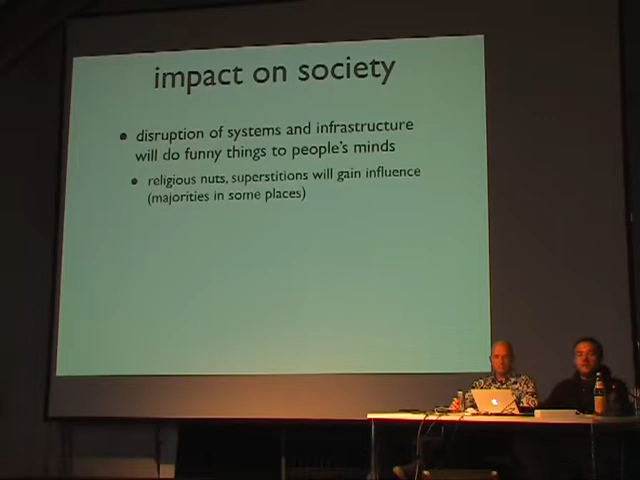 impact on society
disruption of systems and infrastructure
will do funny things to people's minds
religious nuts, superstitions will gain influence
(majorities in some places)